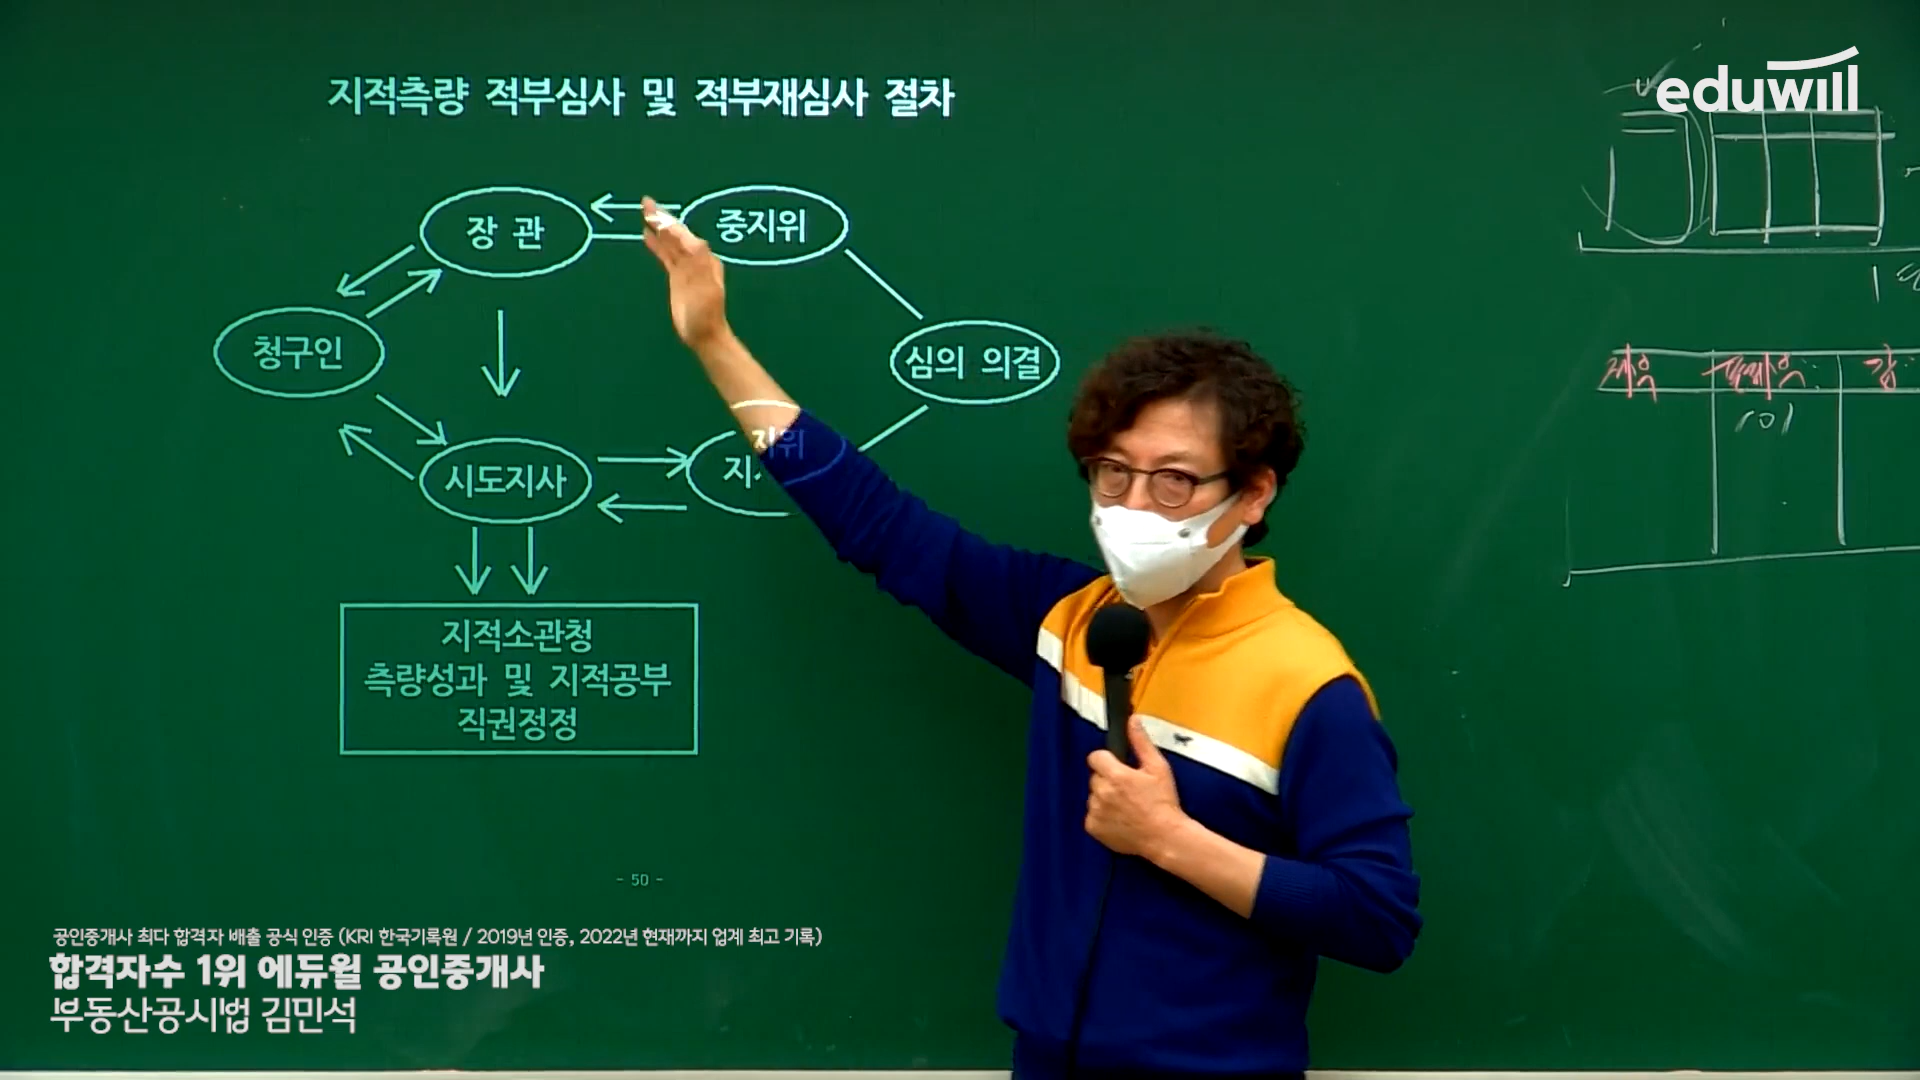 eduwill
지적측량 적부심사 및 적부재심사 절차
장 관
중지위
청구인
심의 의결
시도지사
지적소관청
측량성과 및 지적공부
직권정정
101
- 50 -
공인중개사 최다 합격자 배출 공식 인증 (KRI 한국기록원 / 2019년 인증, 2022년 현재까지 업계 최고 기록)
합격자수 1위 에듀윌 공인중개사
부동산공시법 김민석